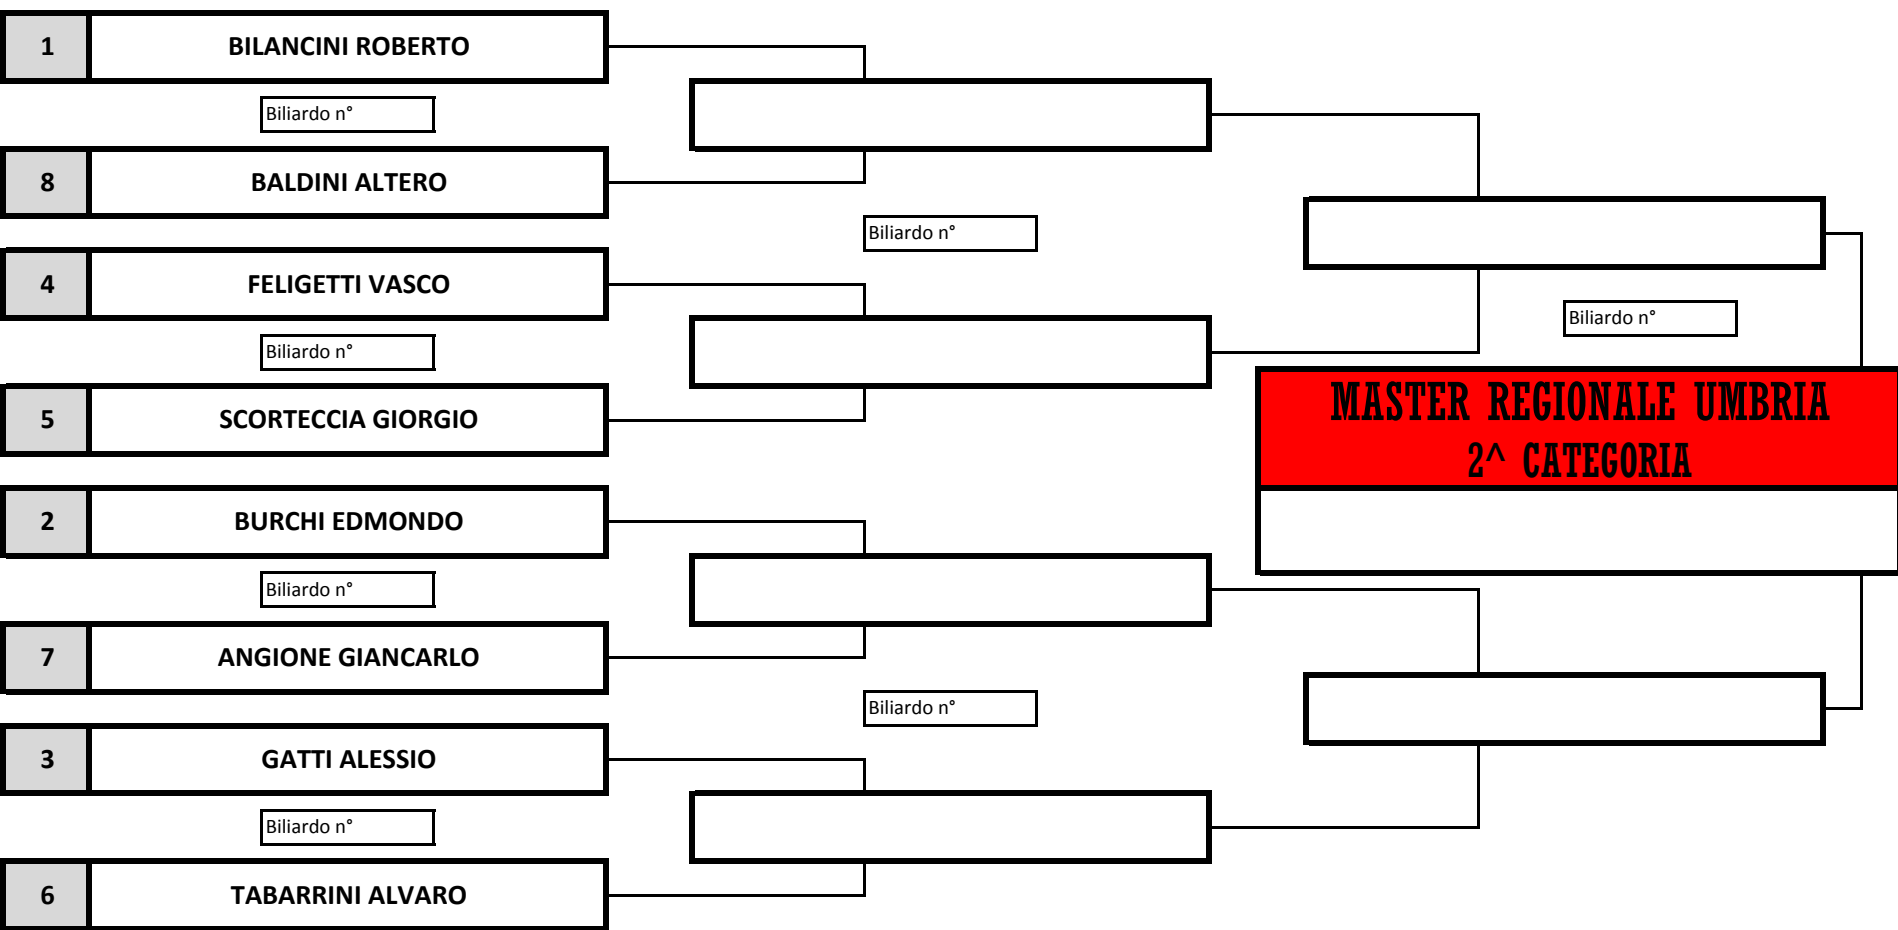 1 BILANCINI ROBERTO
Biliardo n°
8 BALDINI ALTERO
Biliardo n°
4 FELIGETTI VASCO
Biliardo n°
Biliardo n°
5 SCORTECCIA GIORGIO
MASTER REGIONALE UMBRIA
2^ CATEGORIA
2 BURCHI EDMONDO
Biliardo n°
7 ANGIONE GIANCARLO
Biliardo n°
3 GATTI ALESSIO
Biliardo n°
6 TABARRINI ALVARO